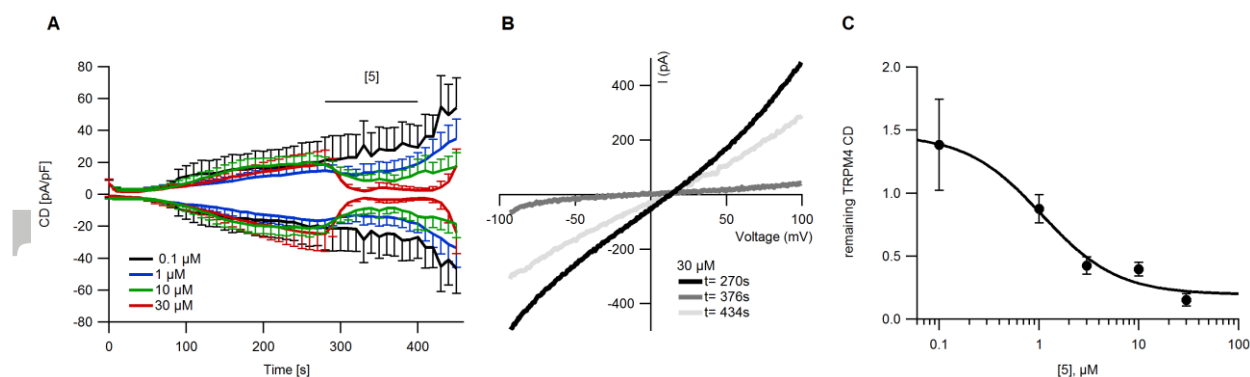 A
80
60
40
20
0
-20
-40
-60
-80
CD [pA/pF]
[5]
0.1 µM
1 µM
10 µM
30 µM
0
100
200
300
400
Time [s]
B
I (pA)
400
200
-200
-400
-100
-50
50
100
Voltage (mV)
30 µM
t= 270s
t= 376s
t= 434s
C
2.0
1.5
1.0
0.5
0.0
remaining TRPM4 CD
0.1
1
10
100
[5], µM